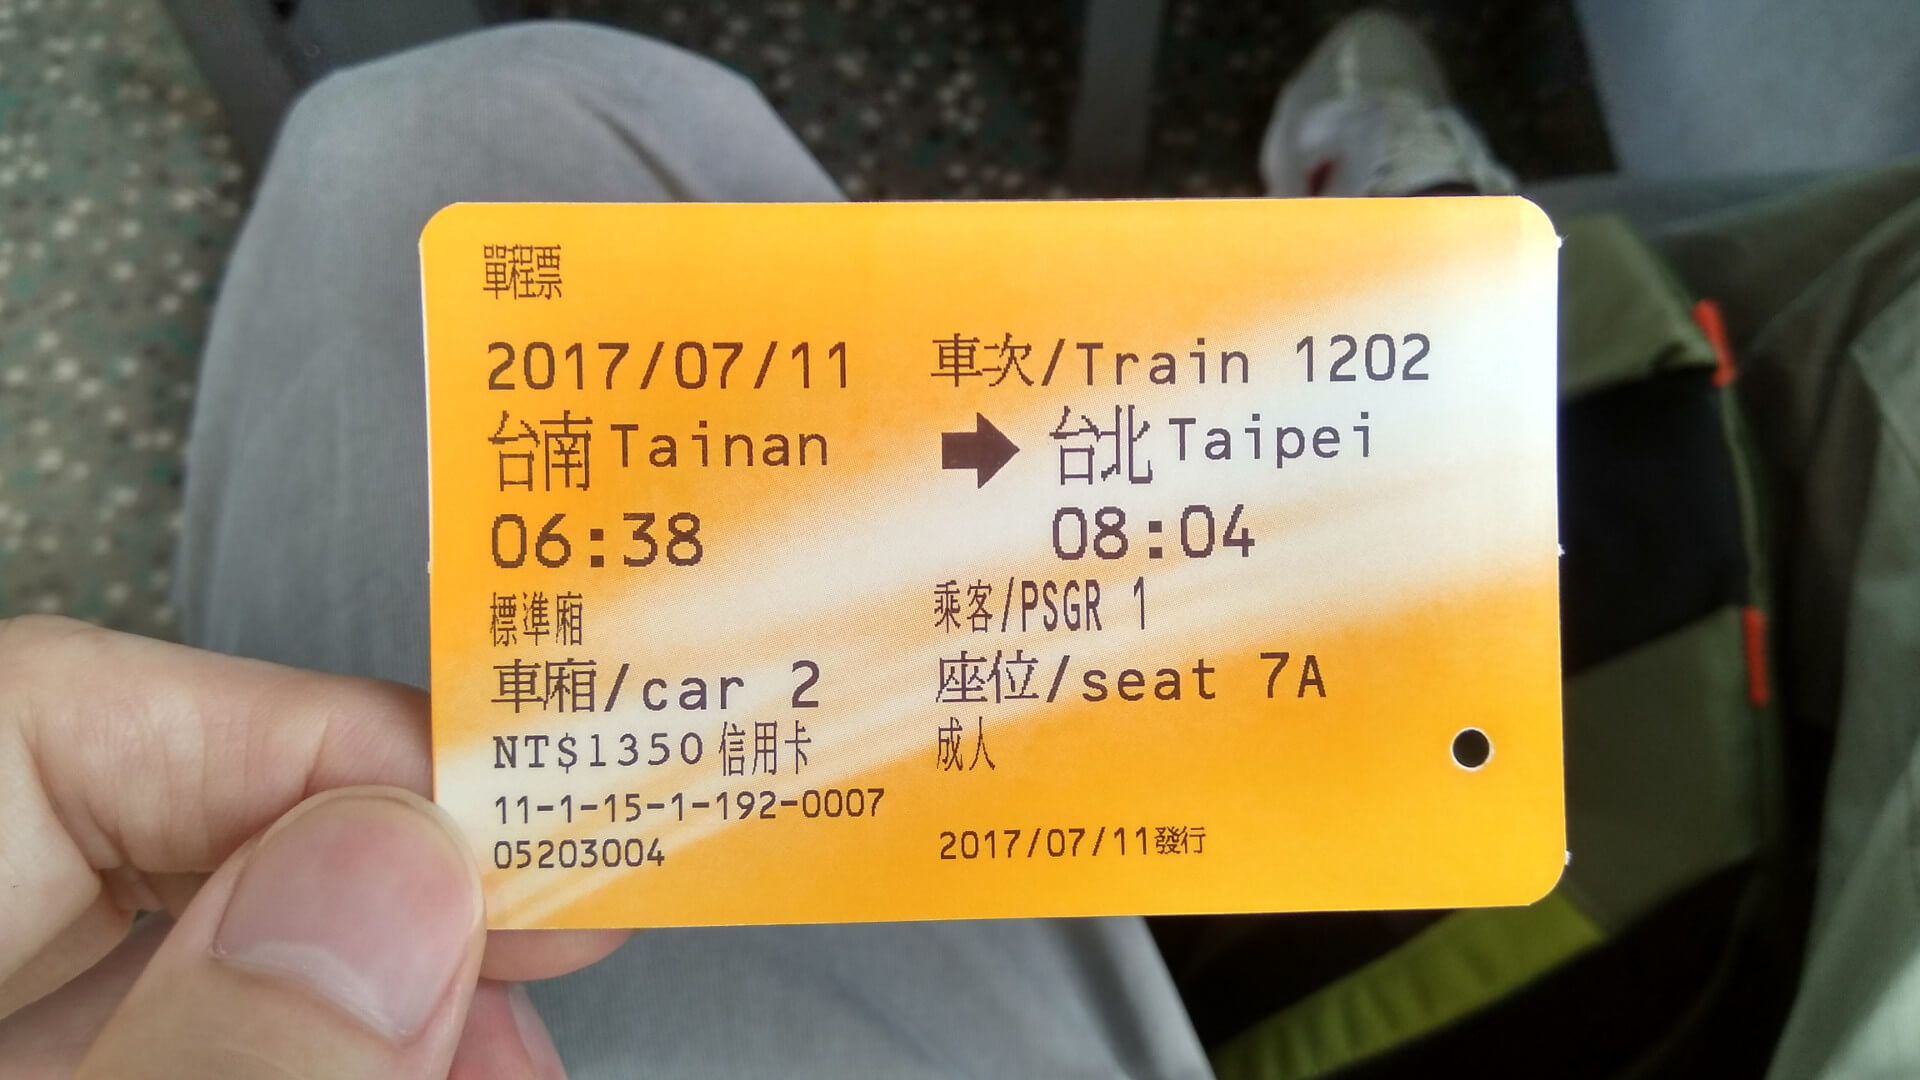 單程票
2017/07/11 車次/Train 1202
台南 Tainan → 台北 Taipei
06:38 08:04
標準廂 乘客/PSGR 1
車廂/car 2 座位/seat 7A
NT$1350 信用卡 成人
11-1-15-1-192-0007
05203004 2017/07/11發行